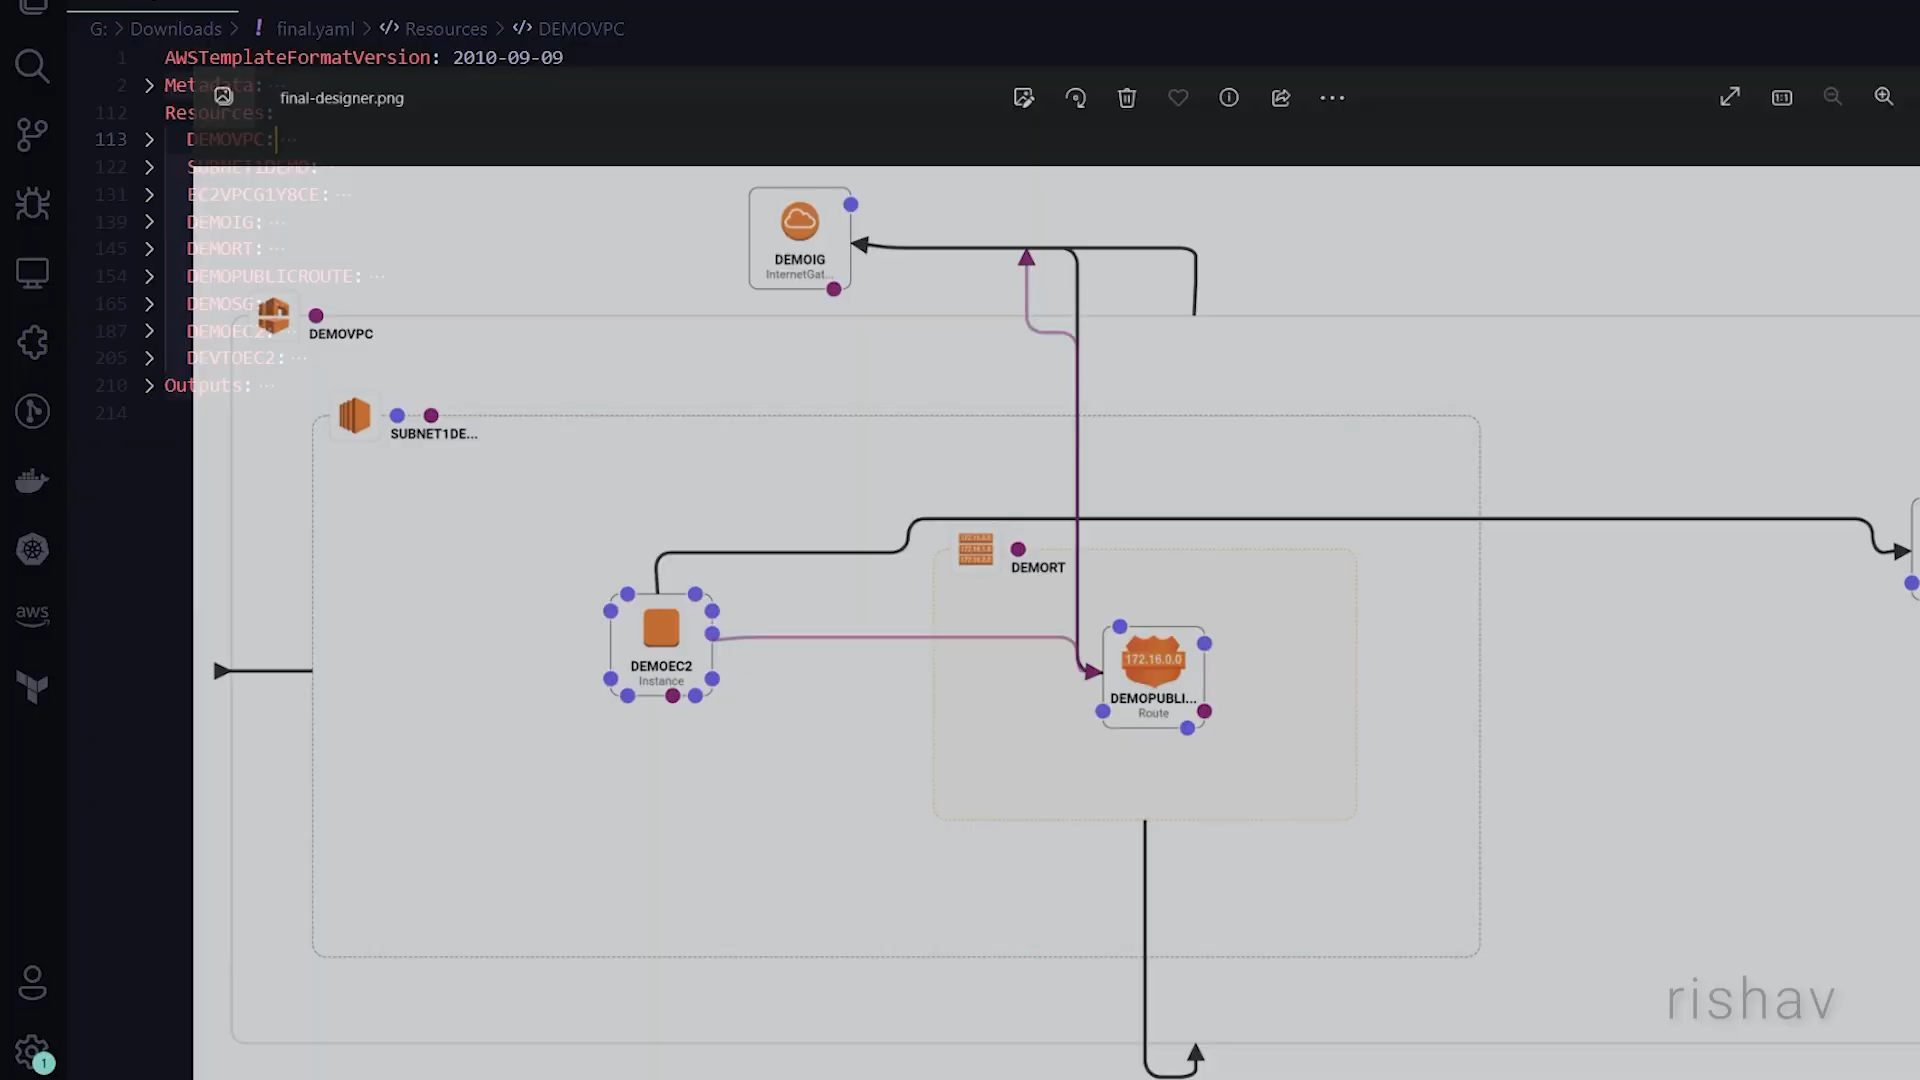 G: > Downloads > ! final.yaml > Resources > DEMOVPC
1 AWSTemplateFormatVersion: 2010-09-09
2 Metadata: ···
final-designer.png
112 Resources:
113 DEMOVPC: ···
122 SUBNET1DEMO: ···
131 EC2VPCG1Y8CE: ···
139 DEMOIG: ···
145 DEMORT: ···
154 DEMOPUBLICROUTE: ···
165 DEMOSG: ···
187 DEMOEC2: ···
205 DEVTOEC2: ···
210 Outputs: ···
214
DEMOIG
InternetGat...
DEMOVPC
SUBNET1DE...
DEMORT
DEMOEC2
Instance
172.16.0.0
DEMOPUBLI...
Route
aws
1
rishav